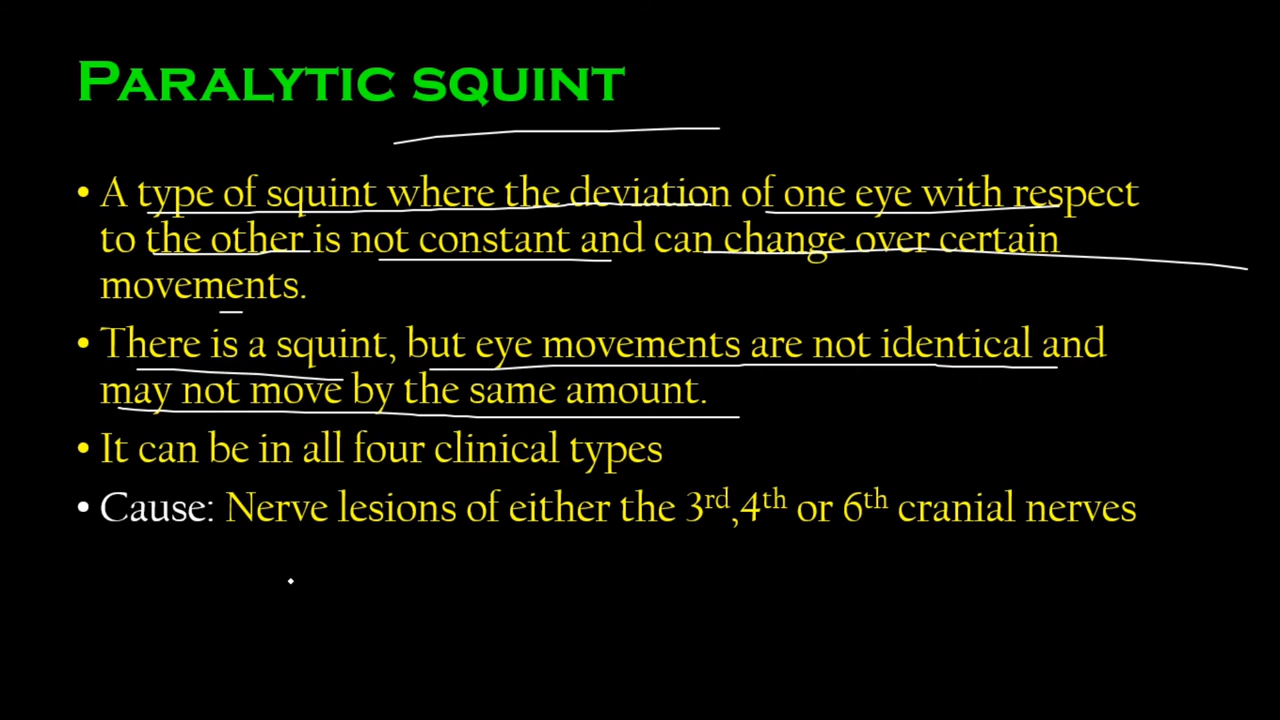 PARALYTIC SQUINT
• A type of squint where the deviation of one eye with respect
to the other is not constant and can change over certain
movements.
• There is a squint, but eye movements are not identical and
may not move by the same amount.
• It can be in all four clinical types
• Cause: Nerve lesions of either the 3rd,4th or 6th cranial nerves